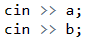 cin >> a;
cin >> b;